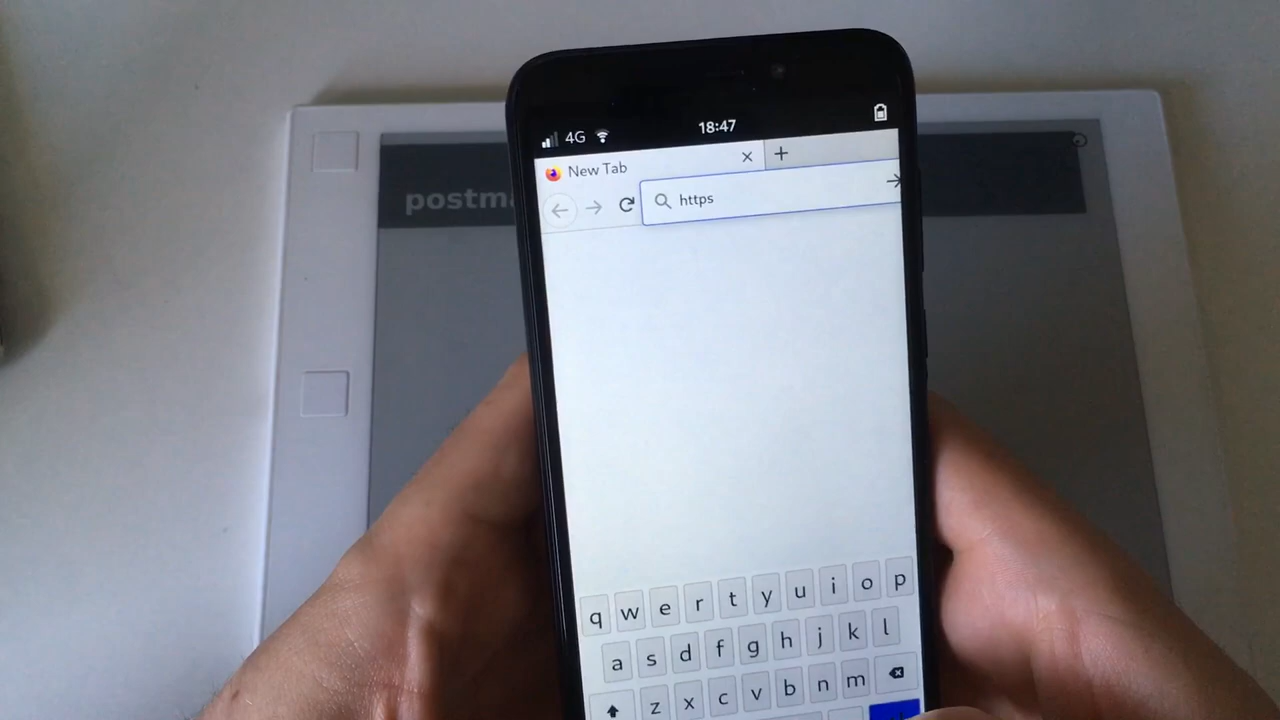 4G 18:47
New Tab
postm
https
q w e r t y u i o p
a s d f g h j k l
z x c v b n m